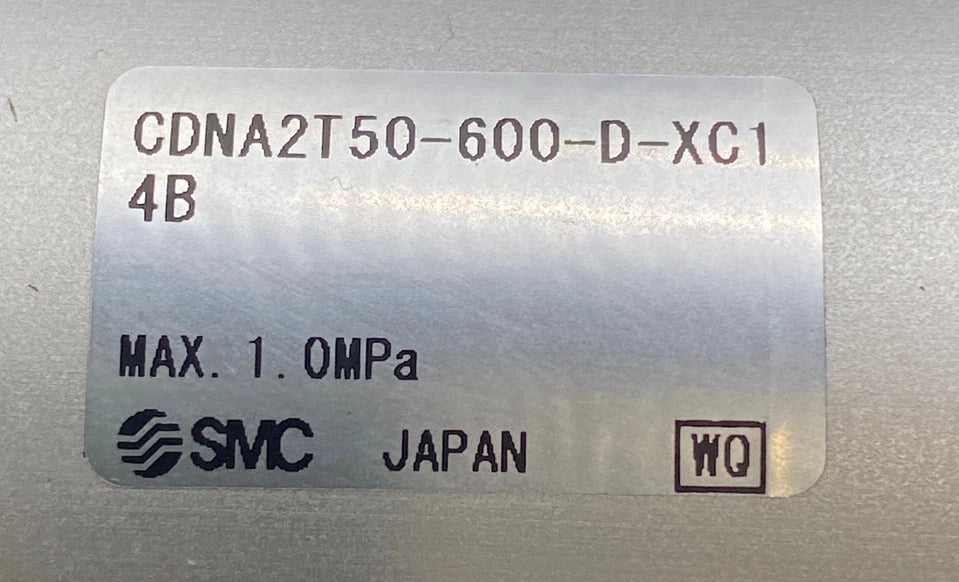 CDNA2T50-600-D-XC1
4B
MAX. 1.0MPa
SMC JAPAN WQ